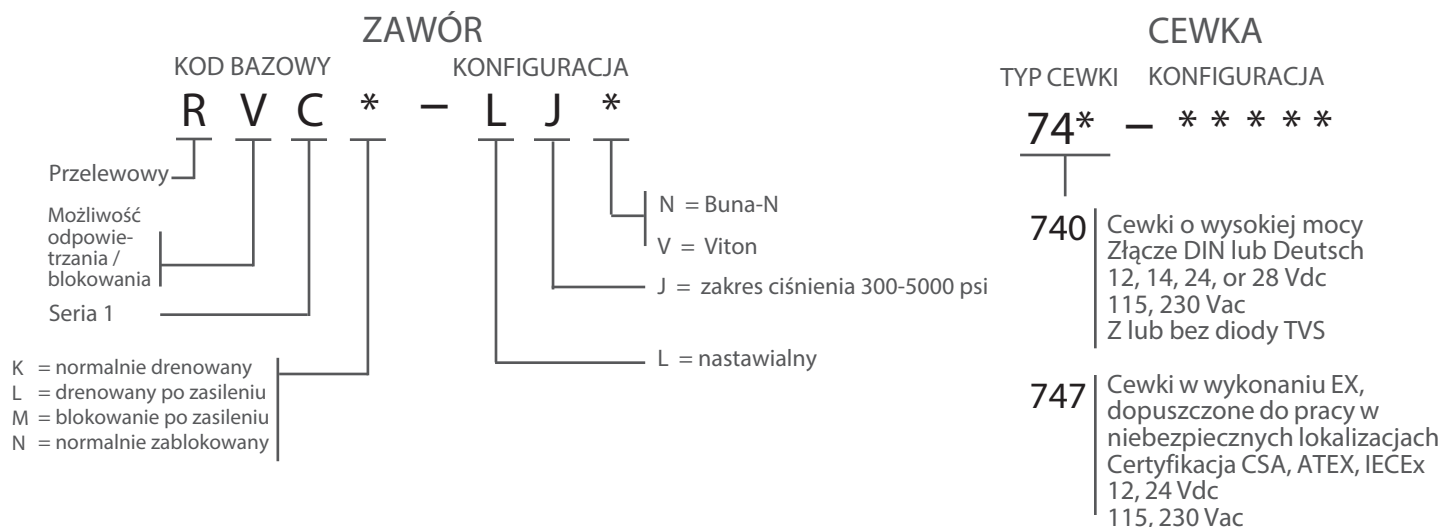 ZAWÓR
KOD BAZOWY
KONFIGURACJA
R V C * – L J *
Przelewowy
Możliwość
odpowie-
trzania /
blokowania
Seria 1
K = normalnie drenowany
L = drenowany po zasileniu
M = blokowanie po zasileniu
N = normalnie zablokowany
N = Buna-N
V = Viton
J = zakres ciśnienia 300-5000 psi
L = nastawialny
CEWKA
TYP CEWKI
KONFIGURACJA
74* – * * * * *
740
Cewki o wysokiej mocy
Złącze DIN lub Deutsch
12, 14, 24, or 28 Vdc
115, 230 Vac
Z lub bez diody TVS
747
Cewki w wykonaniu EX,
dopuszczone do pracy w
niebezpiecznych lokalizacjach
Certyfikacja CSA, ATEX, IECEx
12, 24 Vdc
115, 230 Vac